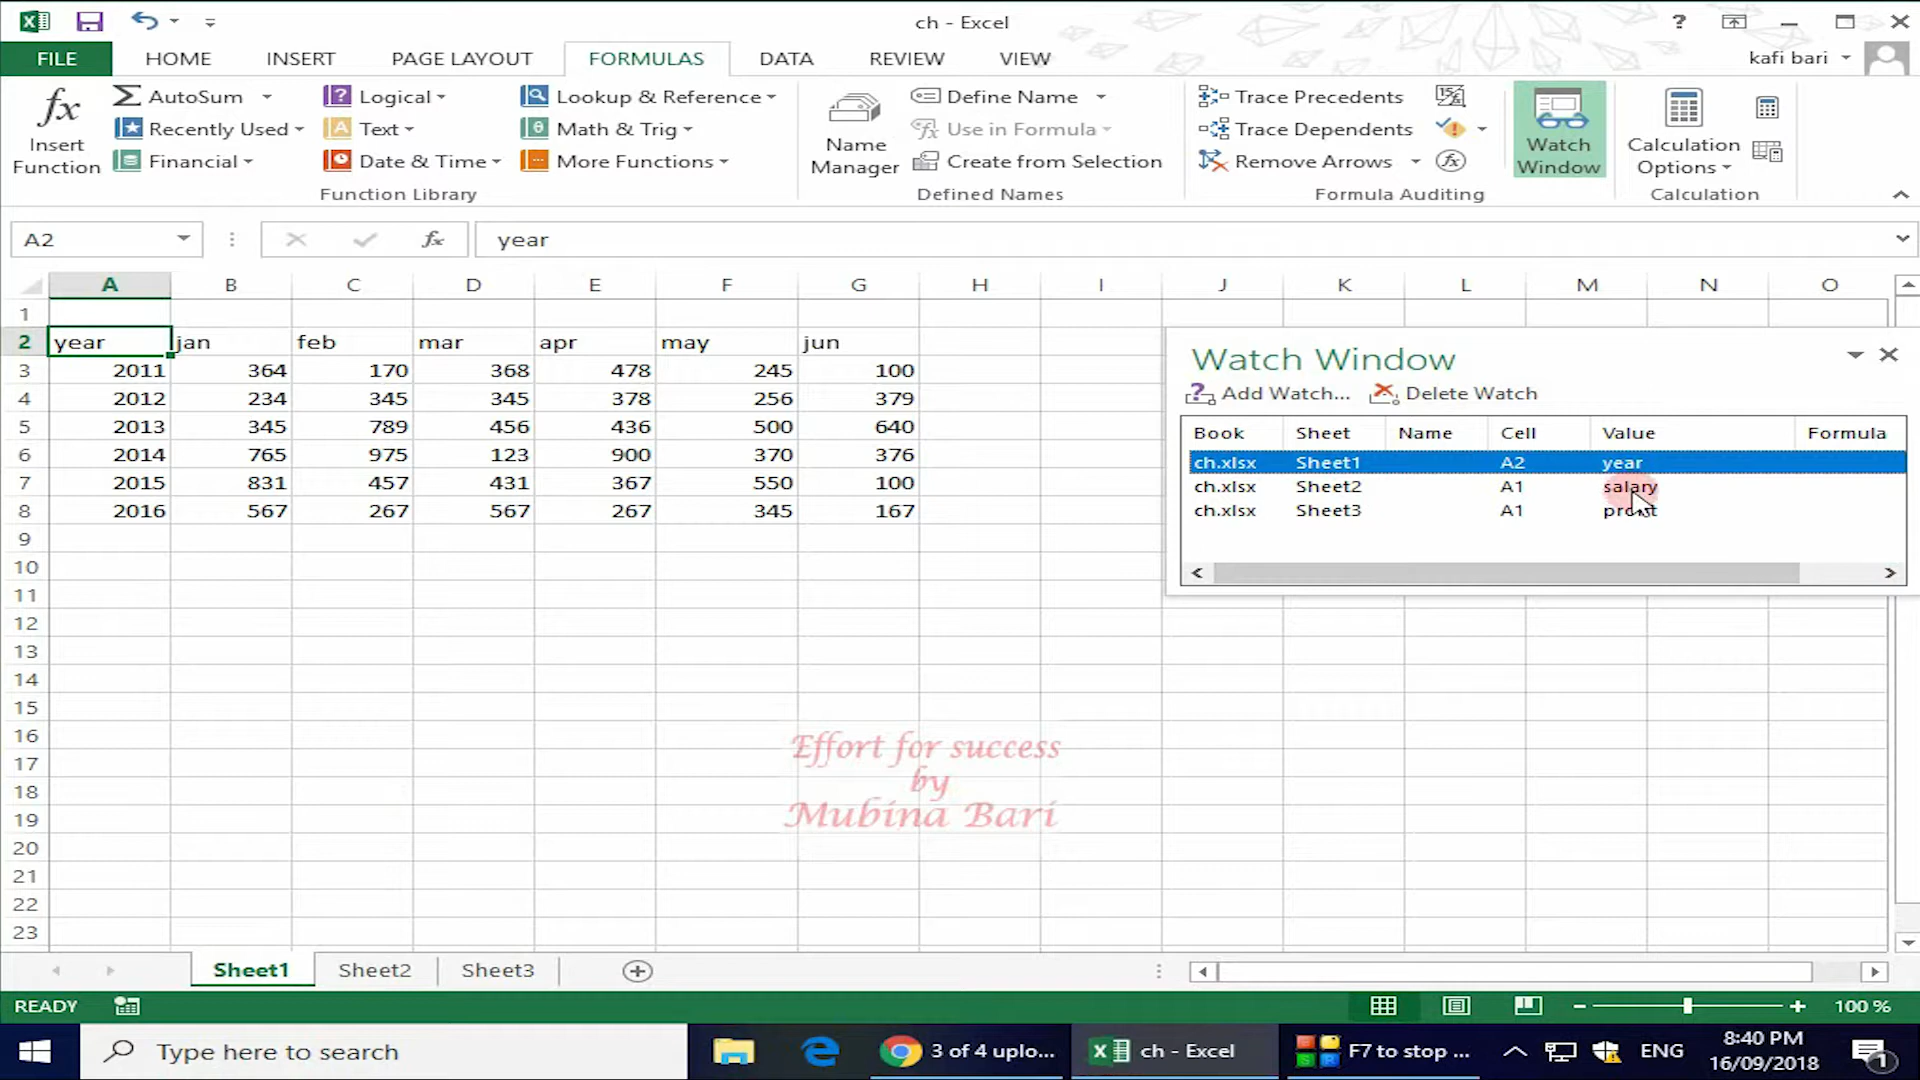 ch - Excel
FILE HOME INSERT PAGE LAYOUT FORMULAS DATA REVIEW VIEW kafi bari
AutoSum Logical Lookup & Reference Define Name Trace Precedents
Recently Used Text Math & Trig Use in Formula Trace Dependents
Financial Date & Time More Functions Create from Selection Remove Arrows
Insert Function
Name Manager
Watch Window
Calculation Options
Function Library Defined Names Formula Auditing Calculation
A2 fx year
A B C D E F G H I J K L M N O
1
2 year jan feb mar apr may jun
3 2011 364 170 368 478 245 100
4 2012 234 345 345 378 256 379
5 2013 345 789 456 436 500 640
6 2014 765 975 123 900 370 376
7 2015 831 457 431 367 550 100
8 2016 567 267 567 267 345 167
9
10
11
12
13
14
15
16
17
18
19
20
21
22
23
Watch Window
Add Watch... Delete Watch
Book Sheet Name Cell Value Formula
ch.xlsx Sheet1 A2 year
ch.xlsx Sheet2 A1 salary
ch.xlsx Sheet3 A1
Effort for success
by
Mubina Bari
Sheet1 Sheet2 Sheet3
READY 100 %
Type here to search 3 of 4 uplo... ch - Excel F7 to stop ... ENG 8:40 PM
16/09/2018 1